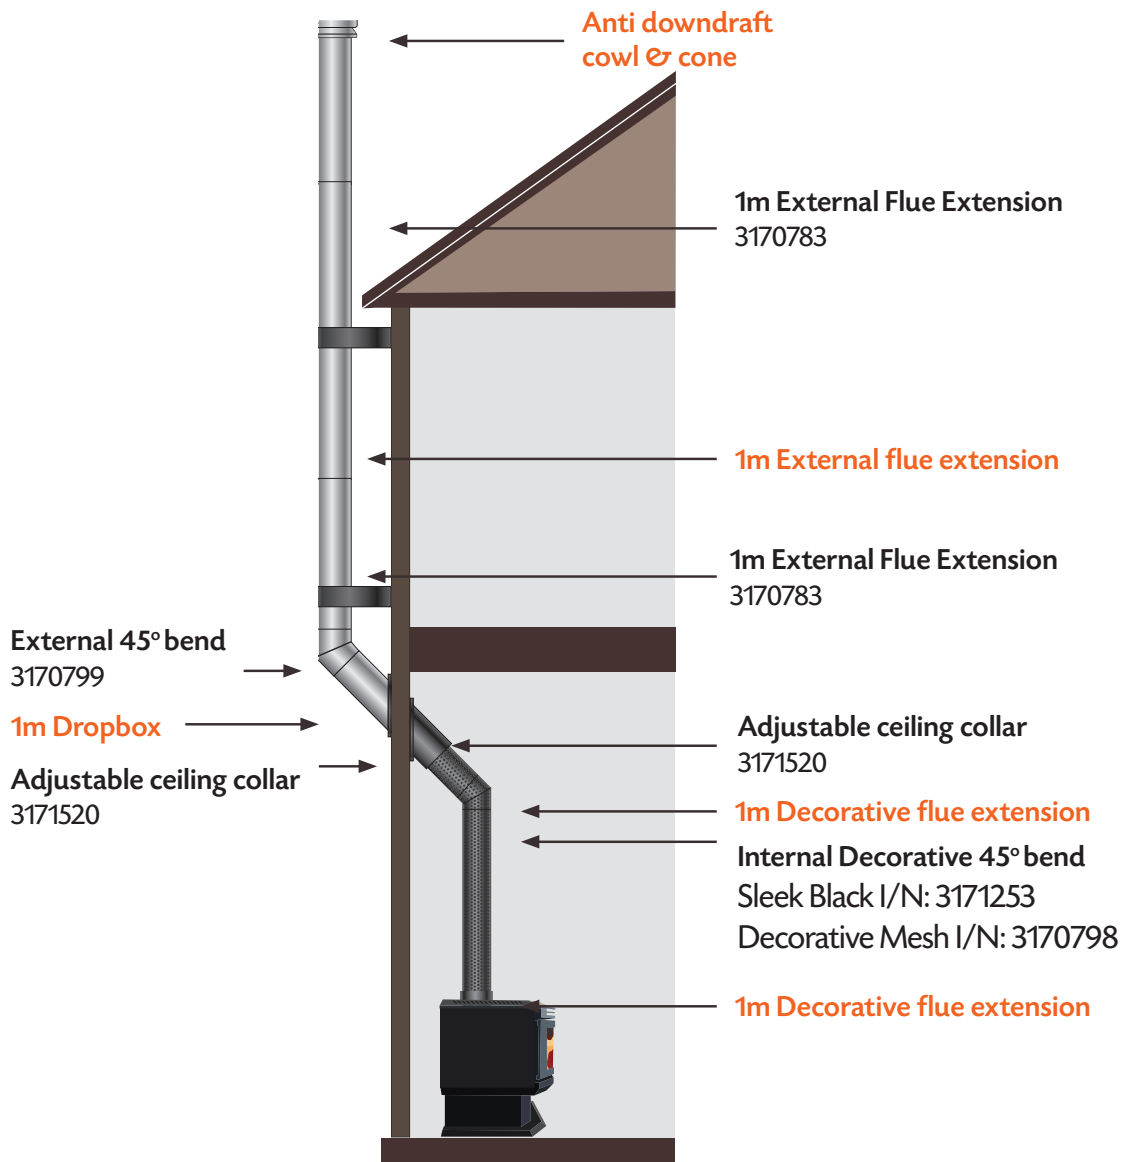 Anti downdraft
cowl & cone
1m External Flue Extension
3170783
1m External flue extension
1m External Flue Extension
3170783
External 45° bend
3170799
1m Dropbox
Adjustable ceiling collar
3171520
Adjustable ceiling collar
3171520
1m Decorative flue extension
Internal Decorative 45° bend
Sleek Black I/N: 3171253
Decorative Mesh I/N: 3170798
1m Decorative flue extension